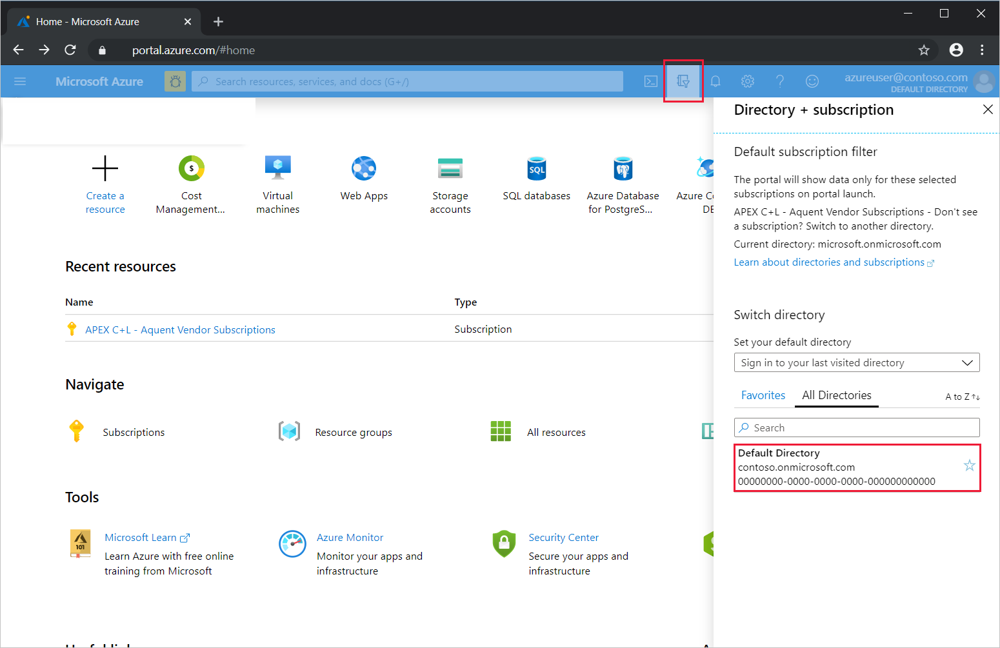 Home - Microsoft Azure
portal.azure.com/#home
Microsoft Azure
Search resources, services, and docs (G+/)
azureuser@contoso.com
DEFAULT DIRECTORY
Create a
resource
$
Cost
Management...
Virtual
machines
Web Apps
Storage
accounts
SQL
SQL databases
Azure Database
for PostgreS...
Azure C
DE
Recent resources
Name
Type
APEX C+L - Aquent Vendor Subscriptions
Subscription
Navigate
Subscriptions
Resource groups
All resources
Tools
101
Microsoft Learn
Learn Azure with free online
training from Microsoft
Azure Monitor
Monitor your apps and
infrastructure
Security Center
Secure your apps and
infrastructure
Directory + subscription
Default subscription filter
The portal will show data only for these selected
subscriptions on portal launch.
APEX C+L - Aquent Vendor Subscriptions - Don't see
a subscription? Switch to another directory.
Current directory: microsoft.onmicrosoft.com
Learn about directories and subscriptions
Switch directory
Set your default directory
Sign in to your last visited directory
Favorites
All Directories
A to Z
Search
Default Directory
contoso.onmicrosoft.com
00000000-0000-0000-0000-000000000000